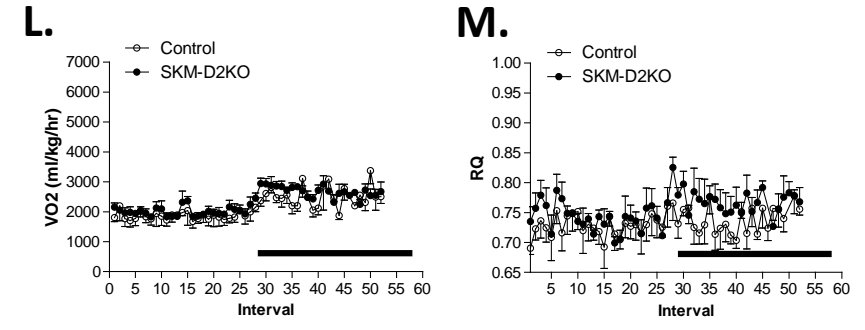 L.
Control
SKM-D2KO
7000
6000
5000
4000
3000
2000
1000
0
VO2 (ml/kg/hr)
0 5 10 15 20 25 30 35 40 45 50 55 60
Interval
M.
Control
SKM-D2KO
1.00
0.95
0.90
0.85
0.80
0.75
0.70
0.65
RQ
5 10 15 20 25 30 35 40 45 50 55 60
Interval